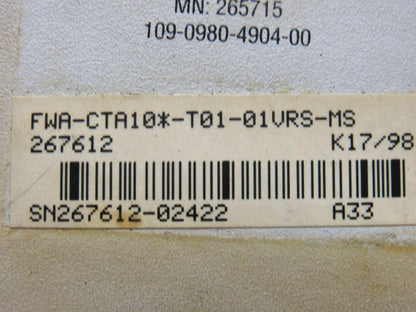 MN: 265715
109-0980-4904-00
FWA-CTA10*-T01-01VRS-MS
267612 K17/98
SN267612-02422 A33